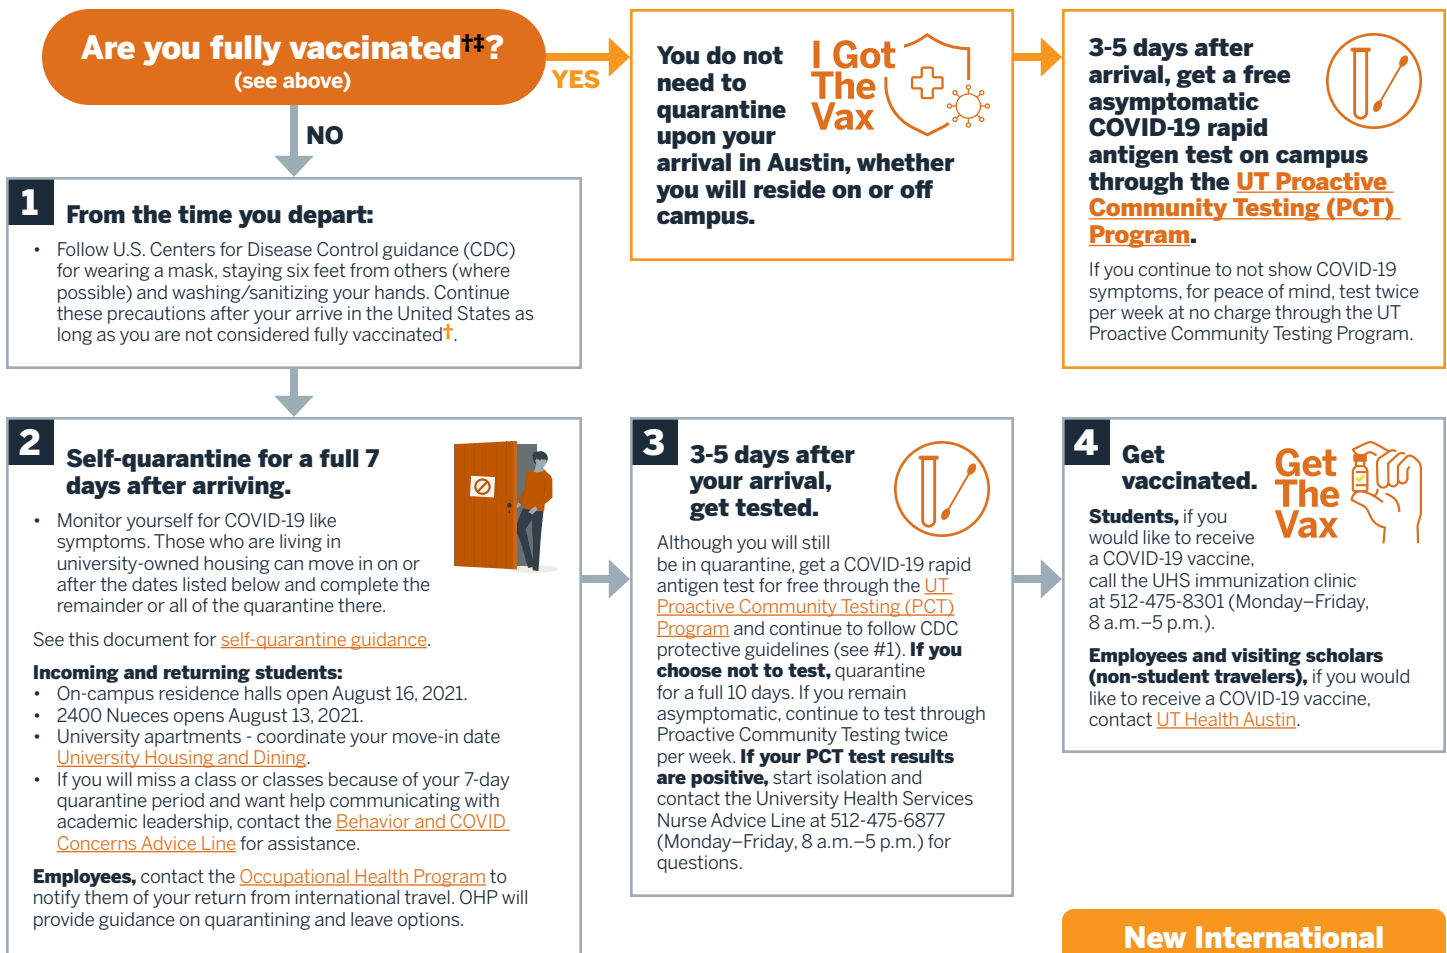 Are you fully vaccinated†‡?
(see above)
YES
NO
You do not
need to
quarantine
upon your
arrival in Austin, whether
you will reside on or off
campus.
I Got
The
Vax
3-5 days after
arrival, get a free
asymptomatic
COVID-19 rapid
antigen test on campus
through the UT Proactive
Community Testing (PCT)
Program.
If you continue to not show COVID-19
symptoms, for peace of mind, test twice
per week at no charge through the UT
Proactive Community Testing Program.
1
From the time you depart:
• Follow U.S. Centers for Disease Control guidance (CDC)
for wearing a mask, staying six feet from others (where
possible) and washing/sanitizing your hands. Continue
these precautions after your arrive in the United States as
long as you are not considered fully vaccinated†.
2
Self-quarantine for a full 7
days after arriving.
• Monitor yourself for COVID-19 like
symptoms. Those who are living in
university-owned housing can move in on or
after the dates listed below and complete the
remainder or all of the quarantine there.
See this document for self-quarantine guidance.
Incoming and returning students:
• On-campus residence halls open August 16, 2021.
• 2400 Nueces opens August 13, 2021.
• University apartments - coordinate your move-in date
University Housing and Dining.
• If you will miss a class or classes because of your 7-day
quarantine period and want help communicating with
academic leadership, contact the Behavior and COVID
Concerns Advice Line for assistance.
Employees, contact the Occupational Health Program to
notify them of your return from international travel. OHP will
provide guidance on quarantining and leave options.
3
3-5 days after
your arrival,
get tested.
Although you will still
be in quarantine, get a COVID-19 rapid
antigen test for free through the UT
Proactive Community Testing (PCT)
Program and continue to follow CDC
protective guidelines (see #1). If you
choose not to test, quarantine
for a full 10 days. If you remain
asymptomatic, continue to test through
Proactive Community Testing twice
per week. If your PCT test results
are positive, start isolation and
contact the University Health Services
Nurse Advice Line at 512-475-6877
(Monday–Friday, 8 a.m.–5 p.m.) for
questions.
4
Get
vaccinated.
Get
The
Vax
Students, if you
would like to receive
a COVID-19 vaccine,
call the UHS immunization clinic
at 512-475-8301 (Monday–Friday,
8 a.m.–5 p.m.).
Employees and visiting scholars
(non-student travelers), if you would
like to receive a COVID-19 vaccine,
contact UT Health Austin.
New International